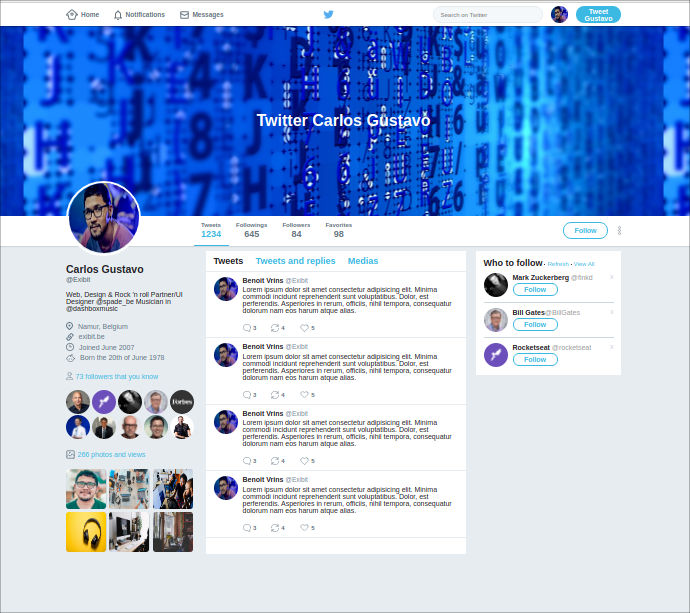 Home
Notifications
Messages
Search on Twitter
Tweet
Gustavo
Twitter Carlos Gustavo
Tweets
1234
Followings
645
Followers
84
Favorites
98
Follow
Carlos Gustavo
@Exibit
Web, Design & Rock 'n roll Partner/UI
Designer @spade_be Musician in
@dashboxmusic
Namur, Belgium
exibit.be
Joined June 2007
Born the 20th of June 1978
73 followers that you know
Forbes
266 photos and views
Tweets
Tweets and replies
Medias
Benoit Vrins @Exibit
Lorem ipsum dolor sit amet consectetur adipisicing elit. Minima
commodi incidunt reprehenderit sunt voluptatibus. Dolor, est
perferendis. Asperiores in rerum, officiis, nihil tempora, consequatur
dolorum nam eos harum atque alias.
3 4 5
Benoit Vrins @Exibit
Lorem ipsum dolor sit amet consectetur adipisicing elit. Minima
commodi incidunt reprehenderit sunt voluptatibus. Dolor, est
perferendis. Asperiores in rerum, officiis, nihil tempora, consequatur
dolorum nam eos harum atque alias.
3 4 5
Benoit Vrins @Exibit
Lorem ipsum dolor sit amet consectetur adipisicing elit. Minima
commodi incidunt reprehenderit sunt voluptatibus. Dolor, est
perferendis. Asperiores in rerum, officiis, nihil tempora, consequatur
dolorum nam eos harum atque alias.
3 4 5
Benoit Vrins @Exibit
Lorem ipsum dolor sit amet consectetur adipisicing elit. Minima
commodi incidunt reprehenderit sunt voluptatibus. Dolor, est
perferendis. Asperiores in rerum, officiis, nihil tempora, consequatur
dolorum nam eos harum atque alias.
3 4 5
Who to follow • Refresh • View All
Mark Zuckerberg @finkd
Follow
Bill Gates@BillGates
Follow
Rocketseat @rocketseat
Follow